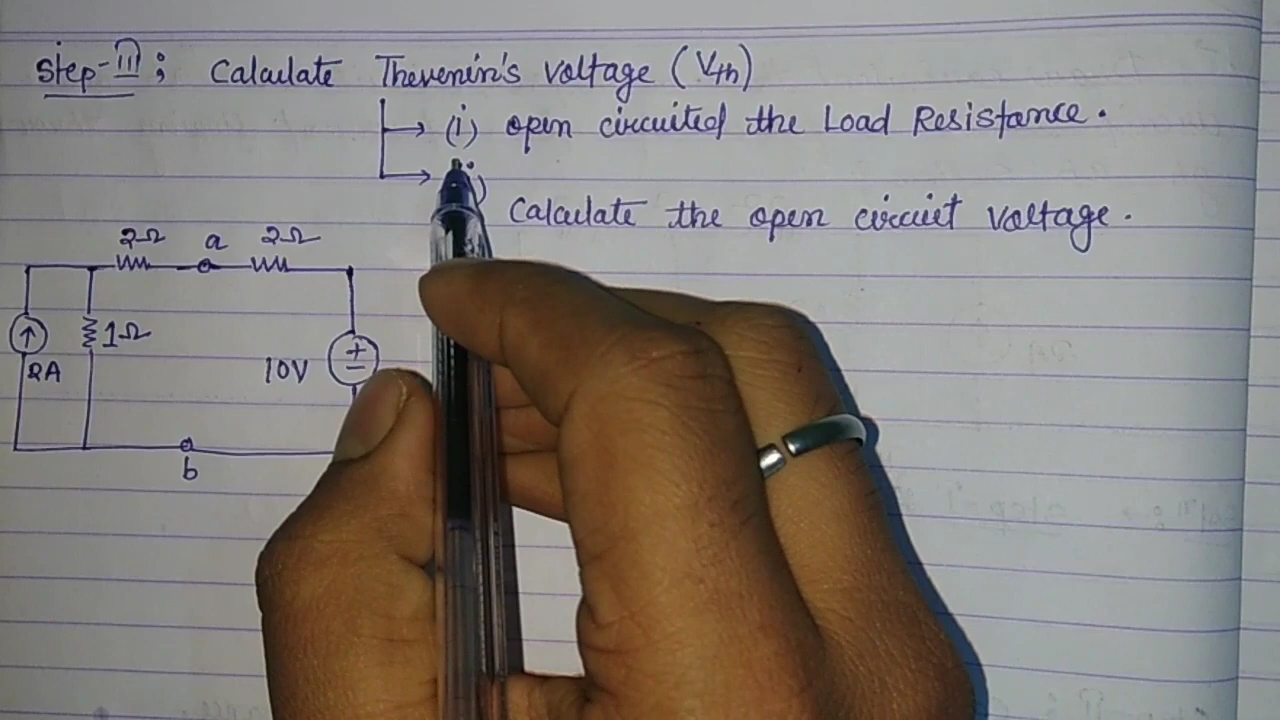 Step-III; Calculate Thevenin's Voltage (Vth)
(i) open circuited the Load Resistance.
Calculate the open circuit voltage.
2Ω a 2Ω
1Ω
2A
10V
+
−
b